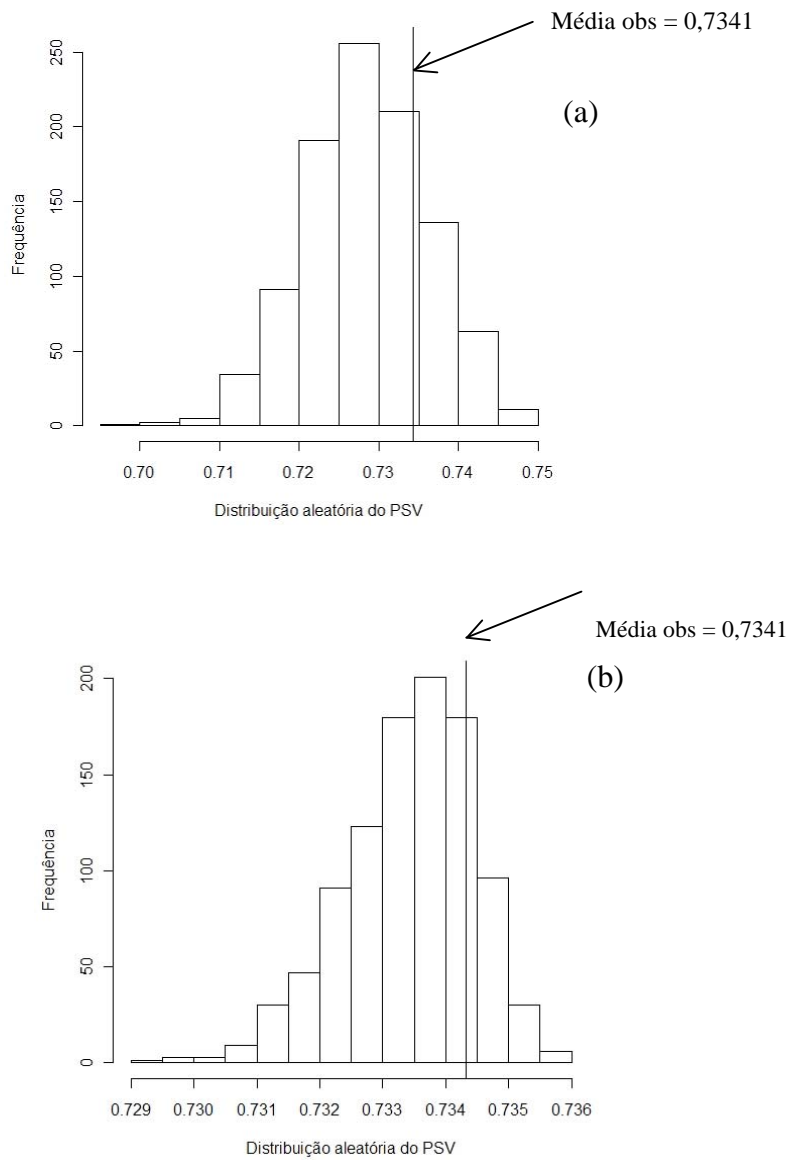 Média obs = 0,7341
(a)
Frequência
250
200
150
100
50
0
0.70 0.71 0.72 0.73 0.74 0.75
Distribuição aleatória do PSV
Média obs = 0,7341
(b)
Frequência
200
150
100
50
0
0.729 0.730 0.731 0.732 0.733 0.734 0.735 0.736
Distribuição aleatória do PSV